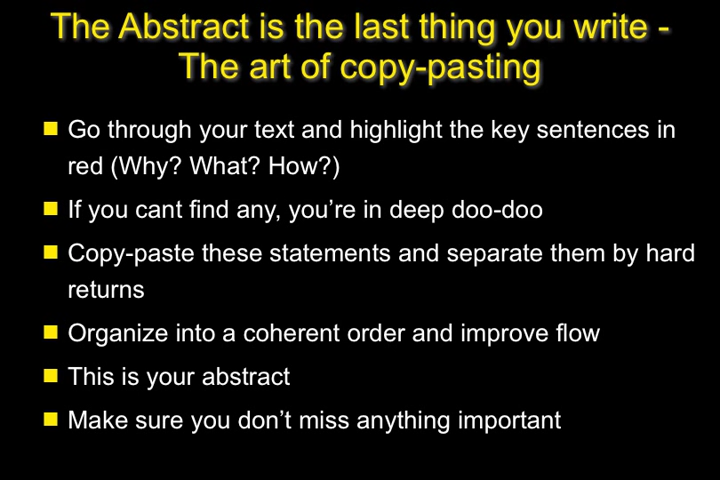 The Abstract is the last thing you write -
The art of copy-pasting
Go through your text and highlight the key sentences in
red (Why? What? How?)
If you cant find any, you’re in deep doo-doo
Copy-paste these statements and separate them by hard
returns
Organize into a coherent order and improve flow
This is your abstract
Make sure you don’t miss anything important